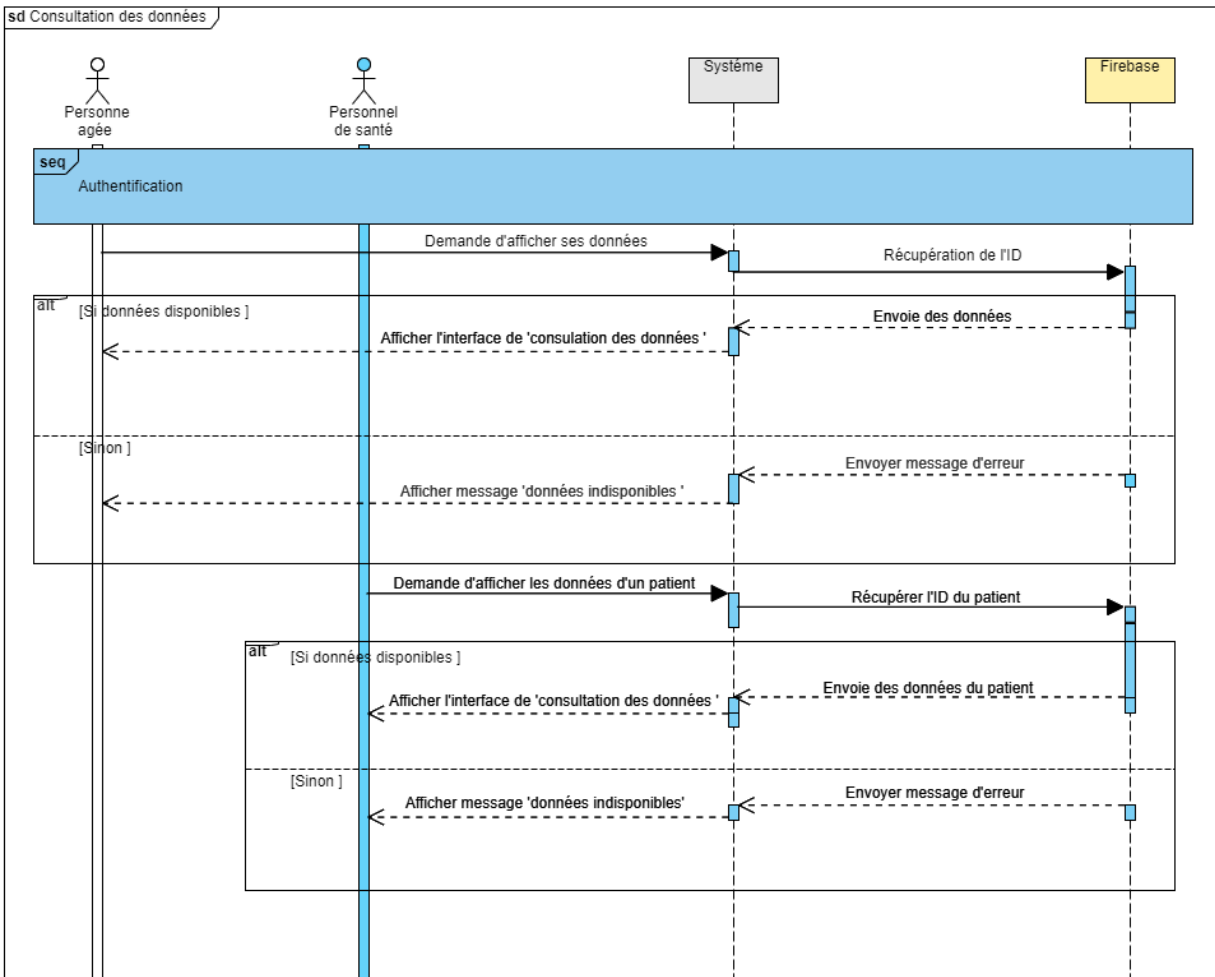 sd Consultation des données
Systéme
Firebase
Personne
agée
Personnel
de santé
seq
Authentification
Demande d'afficher ses données
Récupération de l'ID
alt
[Si données disponibles ]
Envoie des données
Afficher l'interface de 'consulation des données '
[Sinon ]
Envoyer message d'erreur
Afficher message 'données indisponibles '
Demande d'afficher les données d'un patient
Récupérer l'ID du patient
alt
[Si données disponibles ]
Envoie des données du patient
Afficher l'interface de 'consultation des données '
[Sinon ]
Envoyer message d'erreur
Afficher message 'données indisponibles'